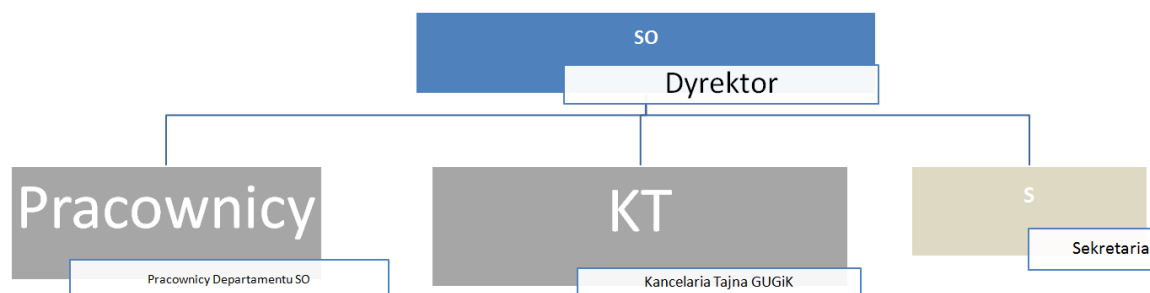 SO
Dyrektor
Pracownicy
Pracownicy Departamentu SO
KT
Kancelaria Tajna GUGiK
S
Sekretaria